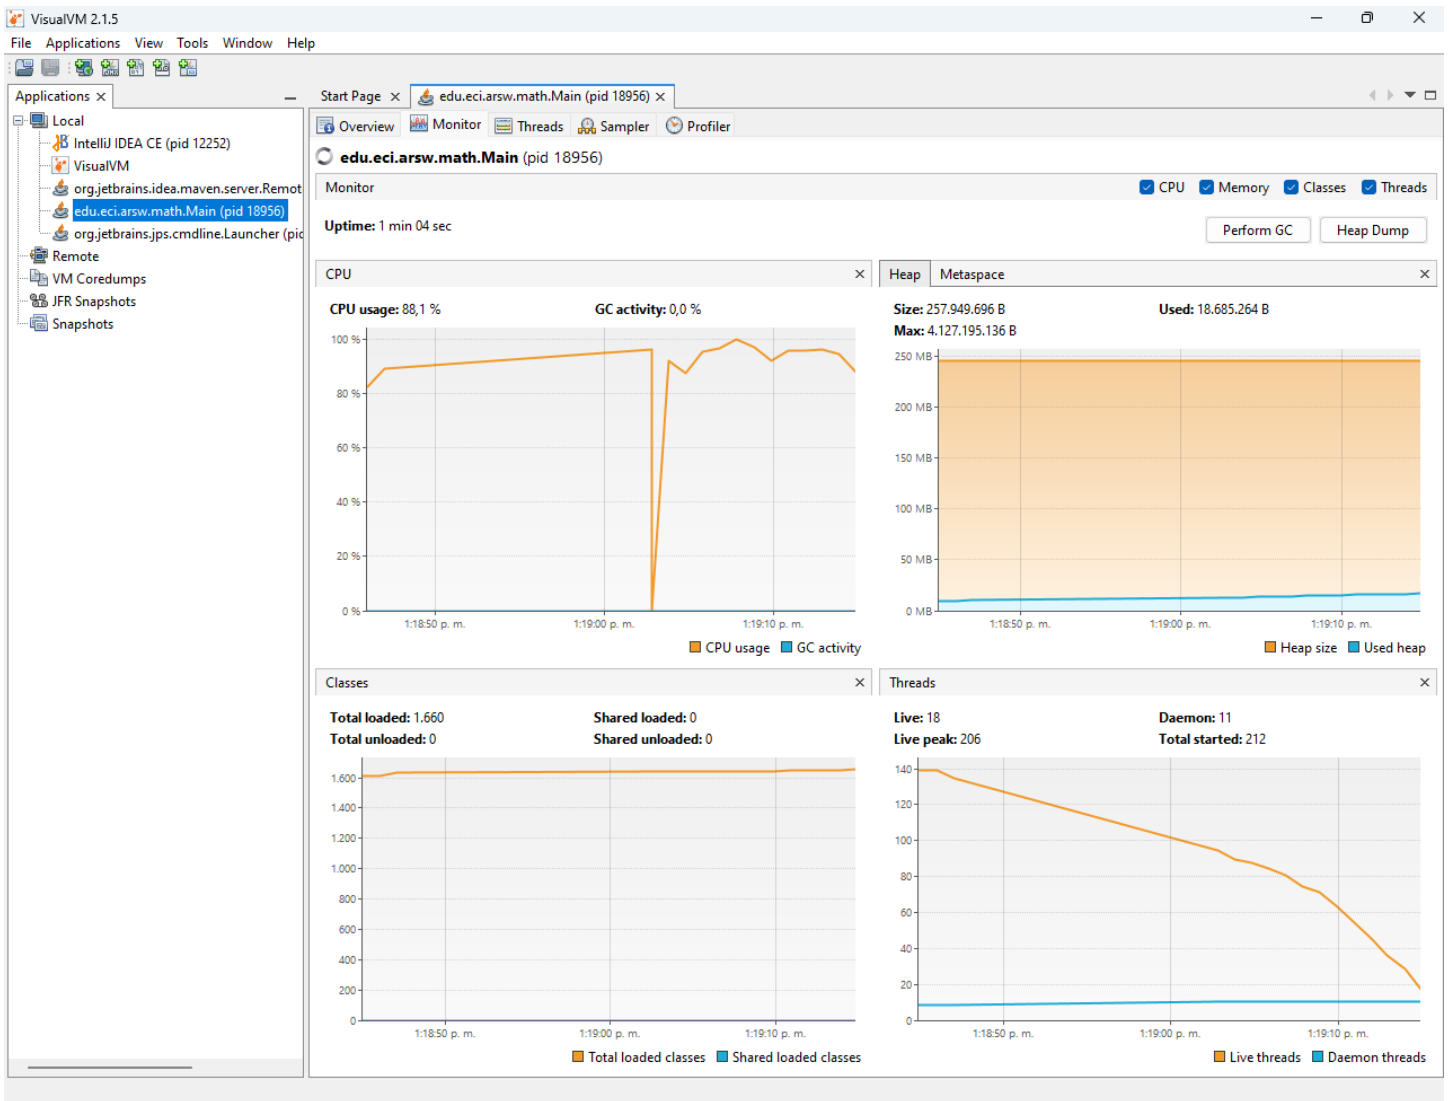 VisualVM 2.1.5
File Applications View Tools Window Help
Applications
Start Page
edu.eci.arsw.math.Main (pid 18956)
Local
IntelliJ IDEA CE (pid 12252)
VisualVM
org.jetbrains.idea.maven.server.Remot
edu.eci.arsw.math.Main (pid 18956)
org.jetbrains.jps.cmdline.Launcher (pic
Remote
VM Coredumps
JFR Snapshots
Snapshots
Overview Monitor Threads Sampler Profiler
edu.eci.arsw.math.Main (pid 18956)
Monitor
CPU Memory Classes Threads
Uptime: 1 min 04 sec
Perform GC Heap Dump
CPU
CPU usage: 88,1 % GC activity: 0,0 %
100 %
80 %
60 %
40 %
20 %
0 %
1:18:50 p. m. 1:19:00 p. m. 1:19:10 p. m.
CPU usage GC activity
Heap Metaspace
Size: 257.949.696 B Used: 18.685.264 B
Max: 4.127.195.136 B
250 MB
200 MB
150 MB
100 MB
50 MB
0 MB
1:18:50 p. m. 1:19:00 p. m. 1:19:10 p. m.
Heap size Used heap
Classes
Total loaded: 1.660 Shared loaded: 0
Total unloaded: 0 Shared unloaded: 0
1.600
1.400
1.200
1.000
800
600
400
200
0
1:18:50 p. m. 1:19:00 p. m. 1:19:10 p. m.
Total loaded classes Shared loaded classes
Threads
Live: 18 Daemon: 11
Live peak: 206 Total started: 212
140
120
100
80
60
40
20
0
1:18:50 p. m. 1:19:00 p. m. 1:19:10 p. m.
Live threads Daemon threads